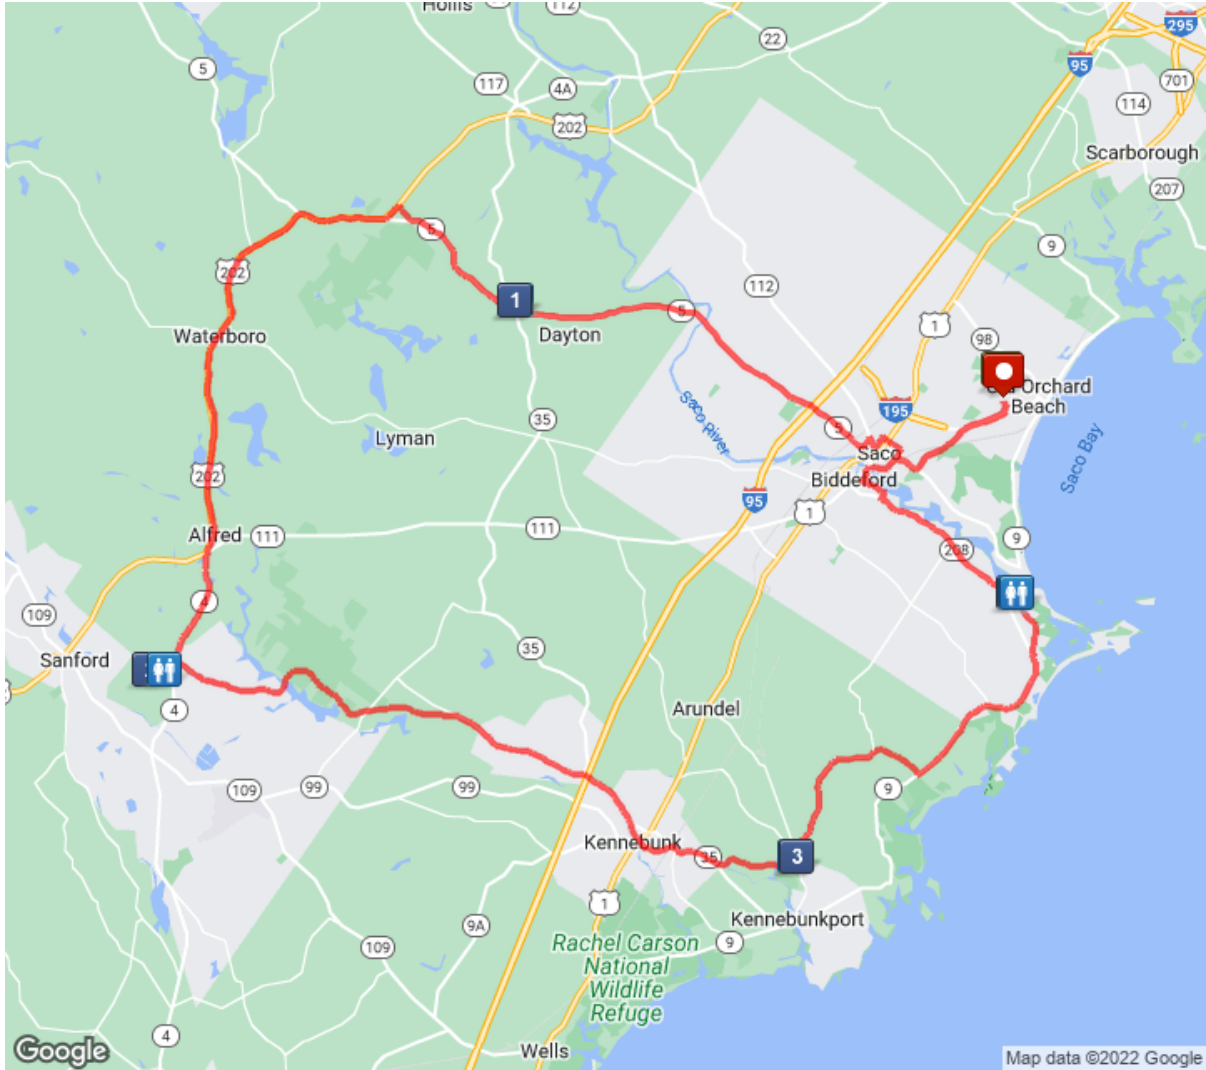 Hollis
112
295
5
22
95
117
4A
701
114
202
Scarborough
207
5
9
202
112
1
5
Dayton
1
Waterboro
98
Old Orchard
Beach
195
Saco River
35
5
Lyman
Saco
Saco Bay
202
Biddeford
95
1
Alfred
111
111
9
208
4
109
35
Sanford
4
Arundel
109
99
99
9
Kennebunk
35
3
1
9A
Kennebunkport
109
9
Rachel Carson
National
Wildlife
Refuge
4
Wells
Google
Map data ©2022 Google